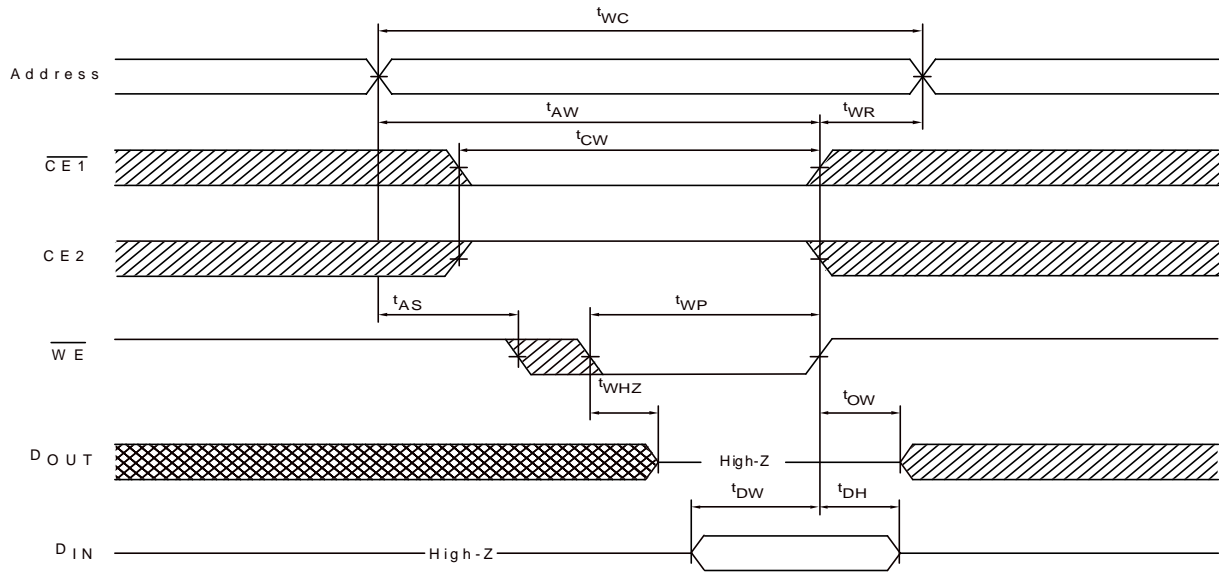 tWC
Address
tAW
tWR
tCW
CE1
CE2
tAS
tWP
WE
tWHZ
tOW
DOUT
High-Z
tDW
tDH
DIN
High-Z